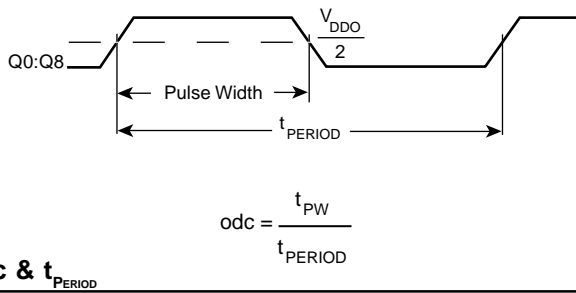 V_DDO
2
Q0:Q8
Pulse Width
t_PERIOD
odc = t_PW
t_PERIOD
& t_PERIOD